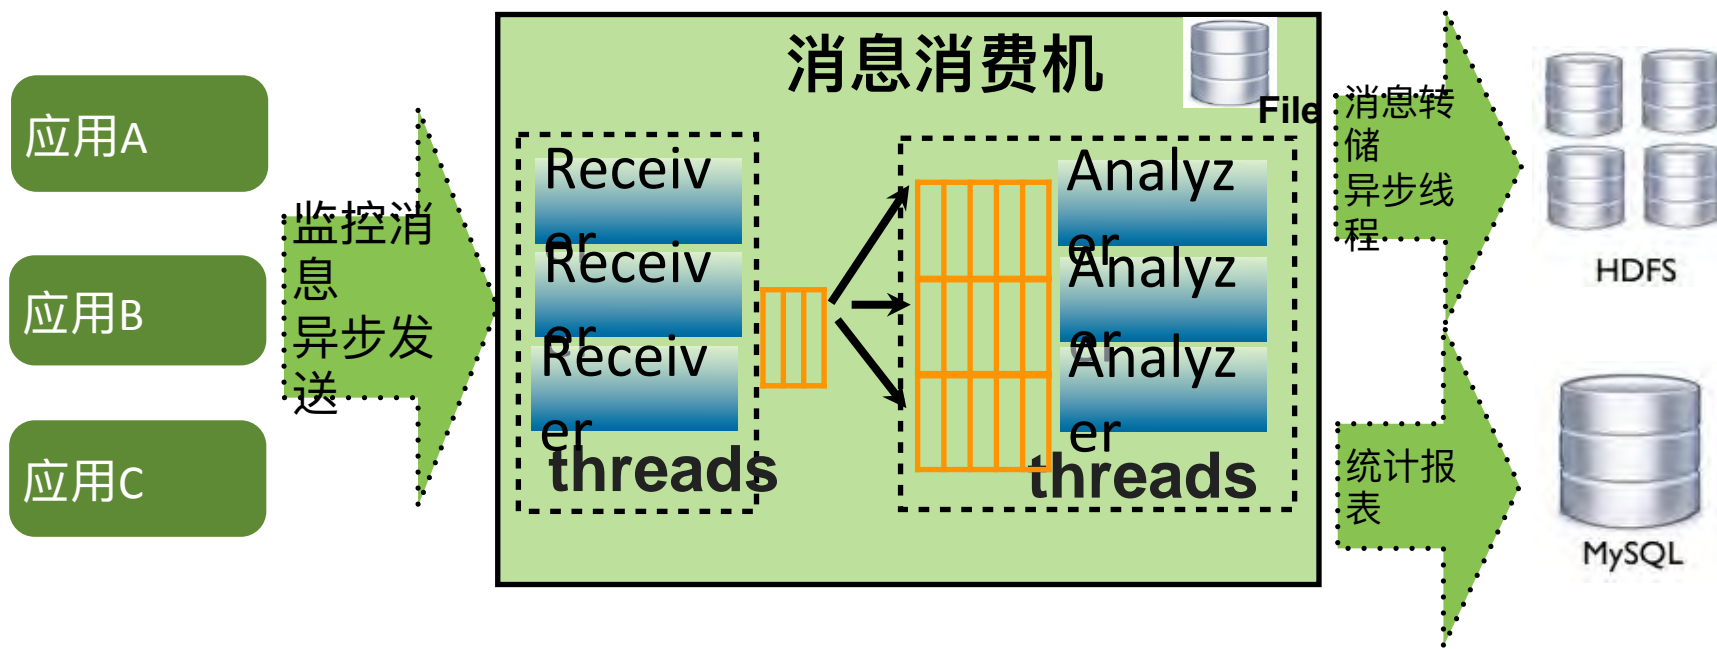 消息消费机
File
应用A
应用B
应用C
监控消
息
异步发
送
Receiv
er
Receiv
er
Receiv
er
threads
Analyz
er
Analyz
er
Analyz
er
threads
消息转
储
异步线
程
HDFS
统计报
表
MySQL